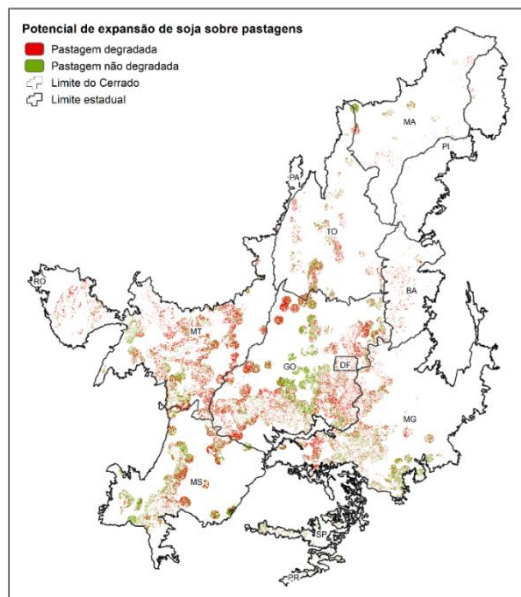 Potencial de expansão de soja sobre pastagens
Pastagem degradada
Pastagem não degradada
Limite do Cerrado
Limite estadual
MA
PI
PA
TO
RO
BA
MT
GO
DF
MG
MS
SP
PR